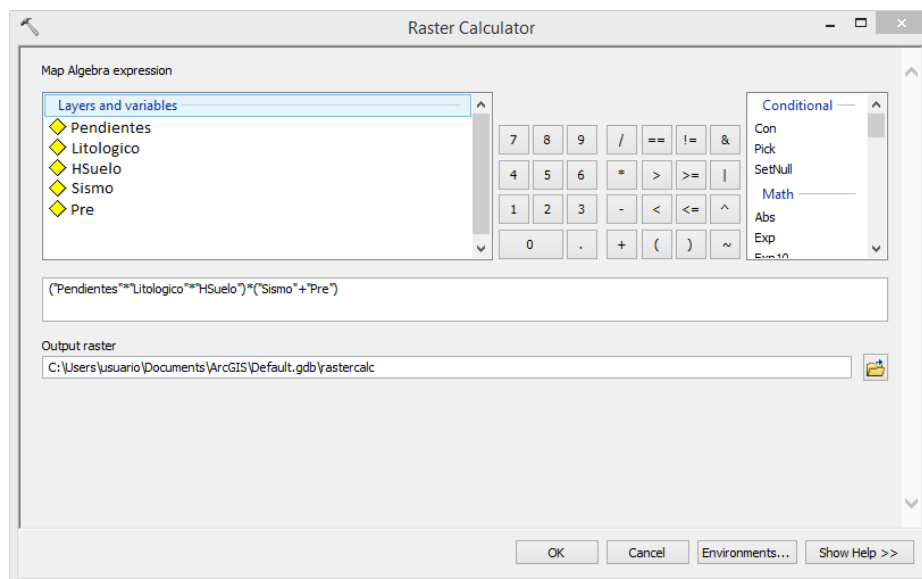 Raster Calculator
Map Algebra expression
Layers and variables
Pendientes
Litologico
HSuelo
Sismo
Pre
7 8 9 / == != &
4 5 6 * > >= |
1 2 3 - < <= ^
0 . + ( ) ~
Conditional
Con
Pick
SetNull
Math
Abs
Exp
Exp10
("Pendientes"*"Litologico"*"HSuelo")*("Sismo"+"Pre")
Output raster
C:\Users\usuario\Documents\ArcGIS\Default.gdb\rastercalc
OK Cancel Environments... Show Help >>